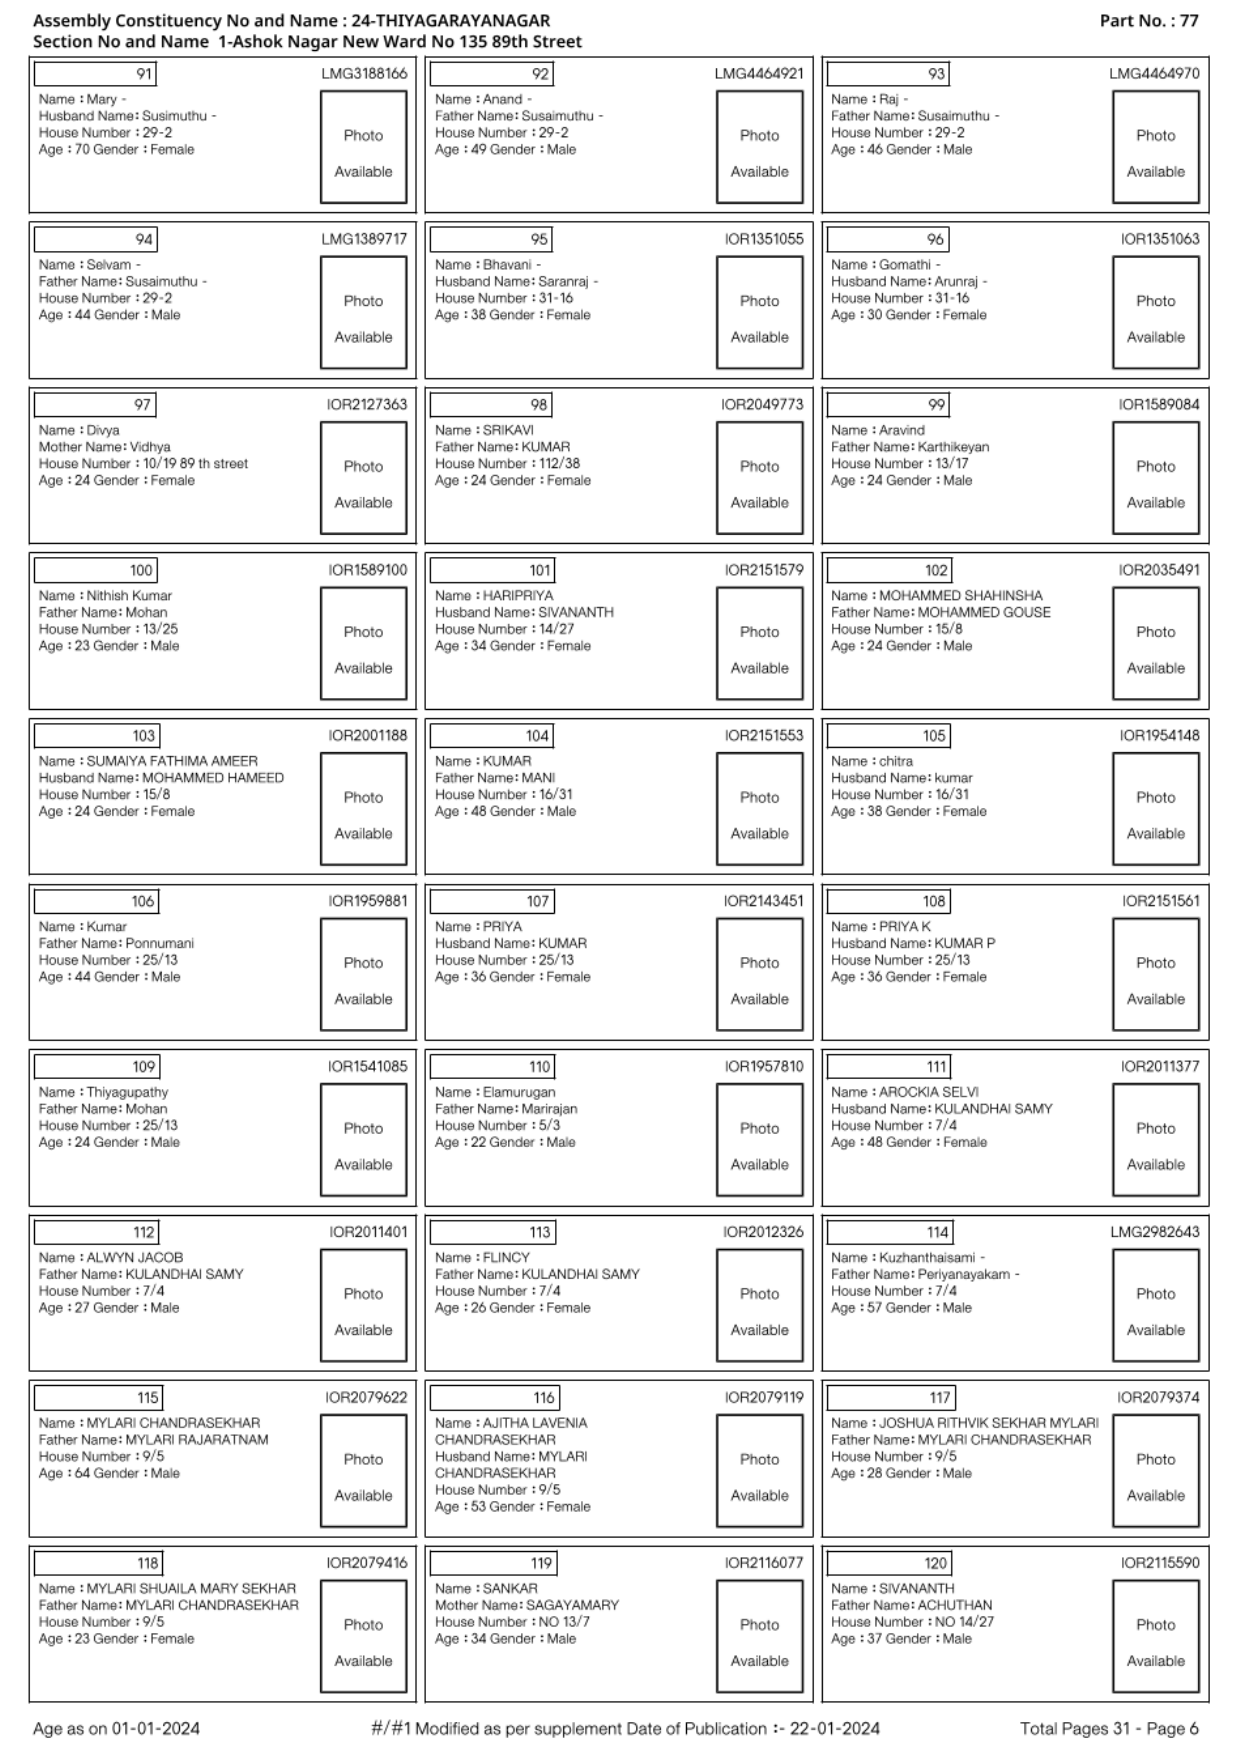 Assembly Constituency No and Name : 24-THIYAGARAYANAGAR
Part No. : 77
Section No and Name 1-Ashok Nagar New Ward No 135 89th Street
91
LMG3188166
Name : Mary -
Husband Name: Susimuthu -
House Number : 29-2
Age : 70 Gender : Female
Photo
Available
92
LMG4464921
Name : Anand -
Father Name: Susaimuthu -
House Number : 29-2
Age : 49 Gender : Male
Photo
Available
93
LMG4464970
Name : Raj -
Father Name: Susaimuthu -
House Number : 29-2
Age : 46 Gender : Male
Photo
Available
94
LMG1389717
Name : Selvam -
Father Name: Susaimuthu -
House Number : 29-2
Age : 44 Gender : Male
Photo
Available
95
IOR1351055
Name : Bhavani -
Husband Name: Saranraj -
House Number : 31-16
Age : 38 Gender : Female
Photo
Available
96
IOR1351063
Name : Gomathi -
Husband Name: Arunraj -
House Number : 31-16
Age : 30 Gender : Female
Photo
Available
97
IOR2127363
Name : Divya
Mother Name: Vidhya
House Number : 10/19 89 th street
Age : 24 Gender : Female
Photo
Available
98
IOR2049773
Name : SRIKAVI
Father Name: KUMAR
House Number : 112/38
Age : 24 Gender : Female
Photo
Available
99
IOR1589084
Name : Aravind
Father Name: Karthikeyan
House Number : 13/17
Age : 24 Gender : Male
Photo
Available
100
IOR1589100
Name : Nithish Kumar
Father Name: Mohan
House Number : 13/25
Age : 23 Gender : Male
Photo
Available
101
IOR2151579
Name : HARIPRIYA
Husband Name: SIVANANTH
House Number : 14/27
Age : 34 Gender : Female
Photo
Available
102
IOR2035491
Name : MOHAMMED SHAHINSHA
Father Name: MOHAMMED GOUSE
House Number : 15/8
Age : 24 Gender : Male
Photo
Available
103
IOR2001188
Name : SUMAIYA FATHIMA AMEER
Husband Name: MOHAMMED HAMEED
House Number : 15/8
Age : 24 Gender : Female
Photo
Available
104
IOR2151553
Name : KUMAR
Father Name: MANI
House Number : 16/31
Age : 48 Gender : Male
Photo
Available
105
IOR1954148
Name : chitra
Husband Name: kumar
House Number : 16/31
Age : 38 Gender : Female
Photo
Available
106
IOR1959881
Name : Kumar
Father Name: Ponnumani
House Number : 25/13
Age : 44 Gender : Male
Photo
Available
107
IOR2143451
Name : PRIYA
Husband Name: KUMAR
House Number : 25/13
Age : 36 Gender : Female
Photo
Available
108
IOR2151561
Name : PRIYA K
Husband Name: KUMAR P
House Number : 25/13
Age : 36 Gender : Female
Photo
Available
109
IOR1541085
Name : Thiyagupathy
Father Name: Mohan
House Number : 25/13
Age : 24 Gender : Male
Photo
Available
110
IOR1957810
Name : Elamurugan
Father Name: Marirajan
House Number : 5/3
Age : 22 Gender : Male
Photo
Available
111
IOR2011377
Name : AROCKIA SELVI
Husband Name: KULANDHAI SAMY
House Number : 7/4
Age : 48 Gender : Female
Photo
Available
112
IOR2011401
Name : ALWYN JACOB
Father Name: KULANDHAI SAMY
House Number : 7/4
Age : 27 Gender : Male
Photo
Available
113
IOR2012326
Name : FLINCY
Father Name: KULANDHAI SAMY
House Number : 7/4
Age : 26 Gender : Female
Photo
Available
114
LMG2982643
Name : Kuzhanthaisami -
Father Name: Periyanayakam -
House Number : 7/4
Age : 57 Gender : Male
Photo
Available
115
IOR2079622
Name : MYLARI CHANDRASEKHAR
Father Name: MYLARI RAJARATNAM
House Number : 9/5
Age : 64 Gender : Male
Photo
Available
116
IOR2079119
Name : AJITHA LAVENIA
CHANDRASEKHAR
Husband Name: MYLARI
CHANDRASEKHAR
House Number : 9/5
Age : 53 Gender : Female
Photo
Available
117
IOR2079374
Name : JOSHUA RITHVIK SEKHAR MYLARI
Father Name: MYLARI CHANDRASEKHAR
House Number : 9/5
Age : 28 Gender : Male
Photo
Available
118
IOR2079416
Name : MYLARI SHUAILA MARY SEKHAR
Father Name: MYLARI CHANDRASEKHAR
House Number : 9/5
Age : 23 Gender : Female
Photo
Available
119
IOR2116077
Name : SANKAR
Mother Name: SAGAYAMARY
House Number : NO 13/7
Age : 34 Gender : Male
Photo
Available
120
IOR2115590
Name : SIVANANTH
Father Name: ACHUTHAN
House Number : NO 14/27
Age : 37 Gender : Male
Photo
Available
Age as on 01-01-2024
#/#1 Modified as per supplement Date of Publication :- 22-01-2024
Total Pages 31 - Page 6